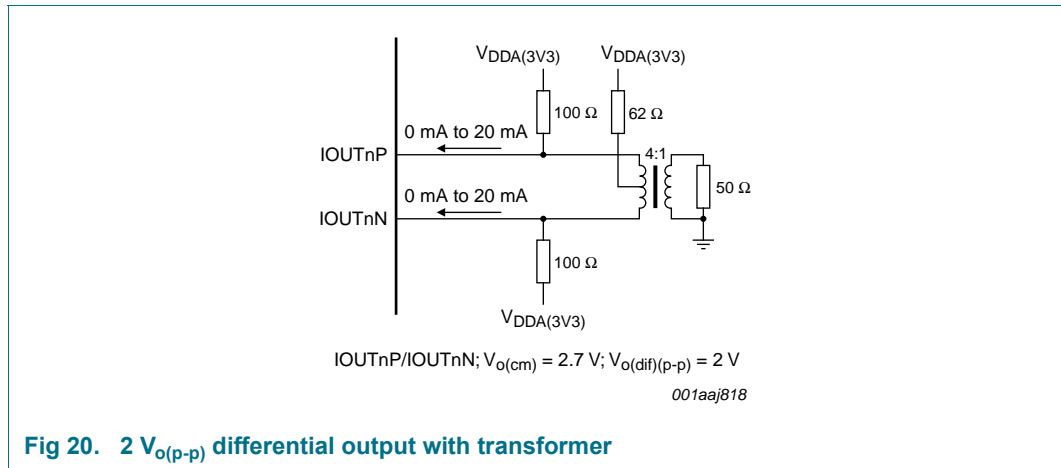 VDDA(3V3) VDDA(3V3)
100 Ω 62 Ω
0 mA to 20 mA
IOUTnP
4:1
50 Ω
0 mA to 20 mA
IOUTnN
100 Ω
VDDA(3V3)
IOUTnP/IOUTnN; Vo(cm) = 2.7 V; Vo(dif)(p-p) = 2 V
001aaj818
Fig 20. 2 Vo(p-p) differential output with transformer